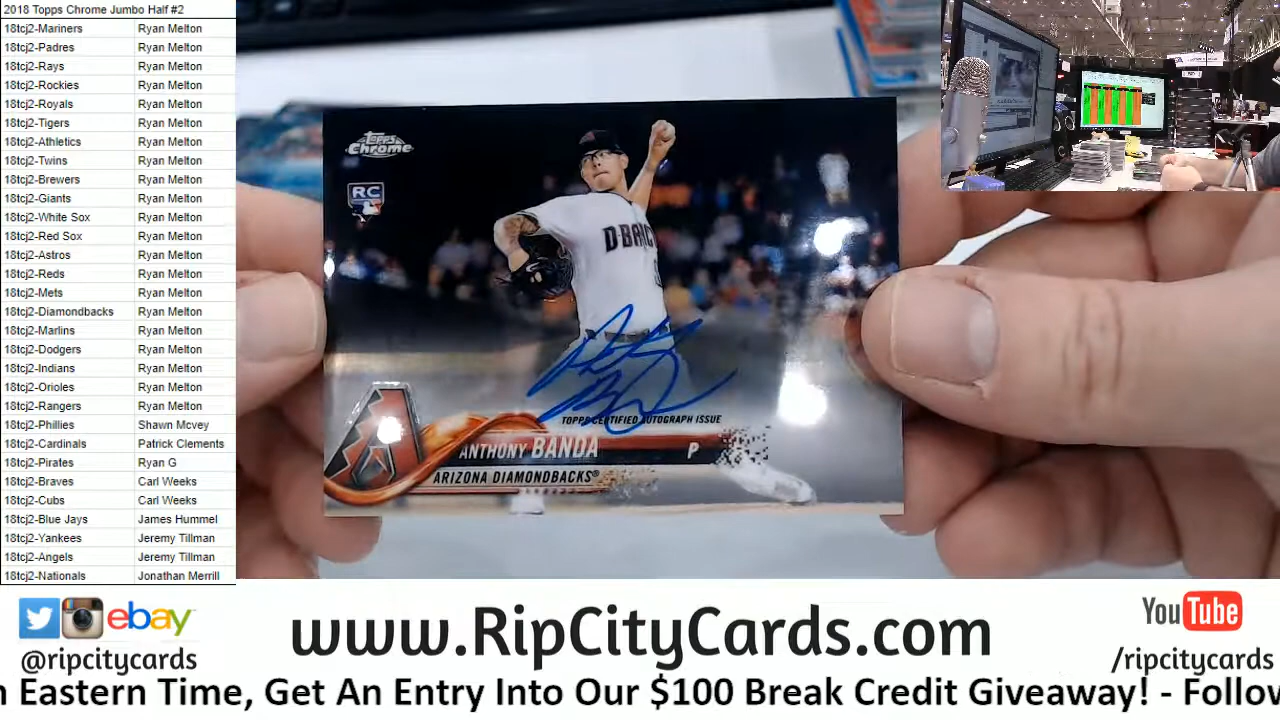 2018 Topps Chrome Jumbo Half #2
18tcj2-Mariners Ryan Melton
18tcj2-Padres Ryan Melton
18tcj2-Rays Ryan Melton
18tcj2-Rockies Ryan Melton
18tcj2-Royals Ryan Melton
18tcj2-Tigers Ryan Melton
18tcj2-Athletics Ryan Melton
18tcj2-Twins Ryan Melton
18tcj2-Brewers Ryan Melton
18tcj2-Giants Ryan Melton
18tcj2-White Sox Ryan Melton
18tcj2-Red Sox Ryan Melton
18tcj2-Astros Ryan Melton
18tcj2-Reds Ryan Melton
18tcj2-Mets Ryan Melton
18tcj2-Diamondbacks Ryan Melton
18tcj2-Marlins Ryan Melton
18tcj2-Dodgers Ryan Melton
18tcj2-Indians Ryan Melton
18tcj2-Orioles Ryan Melton
18tcj2-Rangers Ryan Melton
18tcj2-Phillies Shawn Mcvey
18tcj2-Cardinals Patrick Clements
18tcj2-Pirates Ryan G
18tcj2-Braves Carl Weeks
18tcj2-Cubs Carl Weeks
18tcj2-Blue Jays James Hummel
18tcj2-Yankees Jeremy Tillman
18tcj2-Angels Jeremy Tillman
18tcj2-Nationals Jonathan Merrill
Topps Chrome
RC
D-BAC
TOPPS CERTIFIED AUTOGRAPH ISSUE
ANTHONY BANDA P
ARIZONA DIAMONDBACKS®
ebay
@ripcitycards
www.RipCityCards.com
YouTube
/ripcitycards
n Eastern Time, Get An Entry Into Our $100 Break Credit Giveaway! - Follow